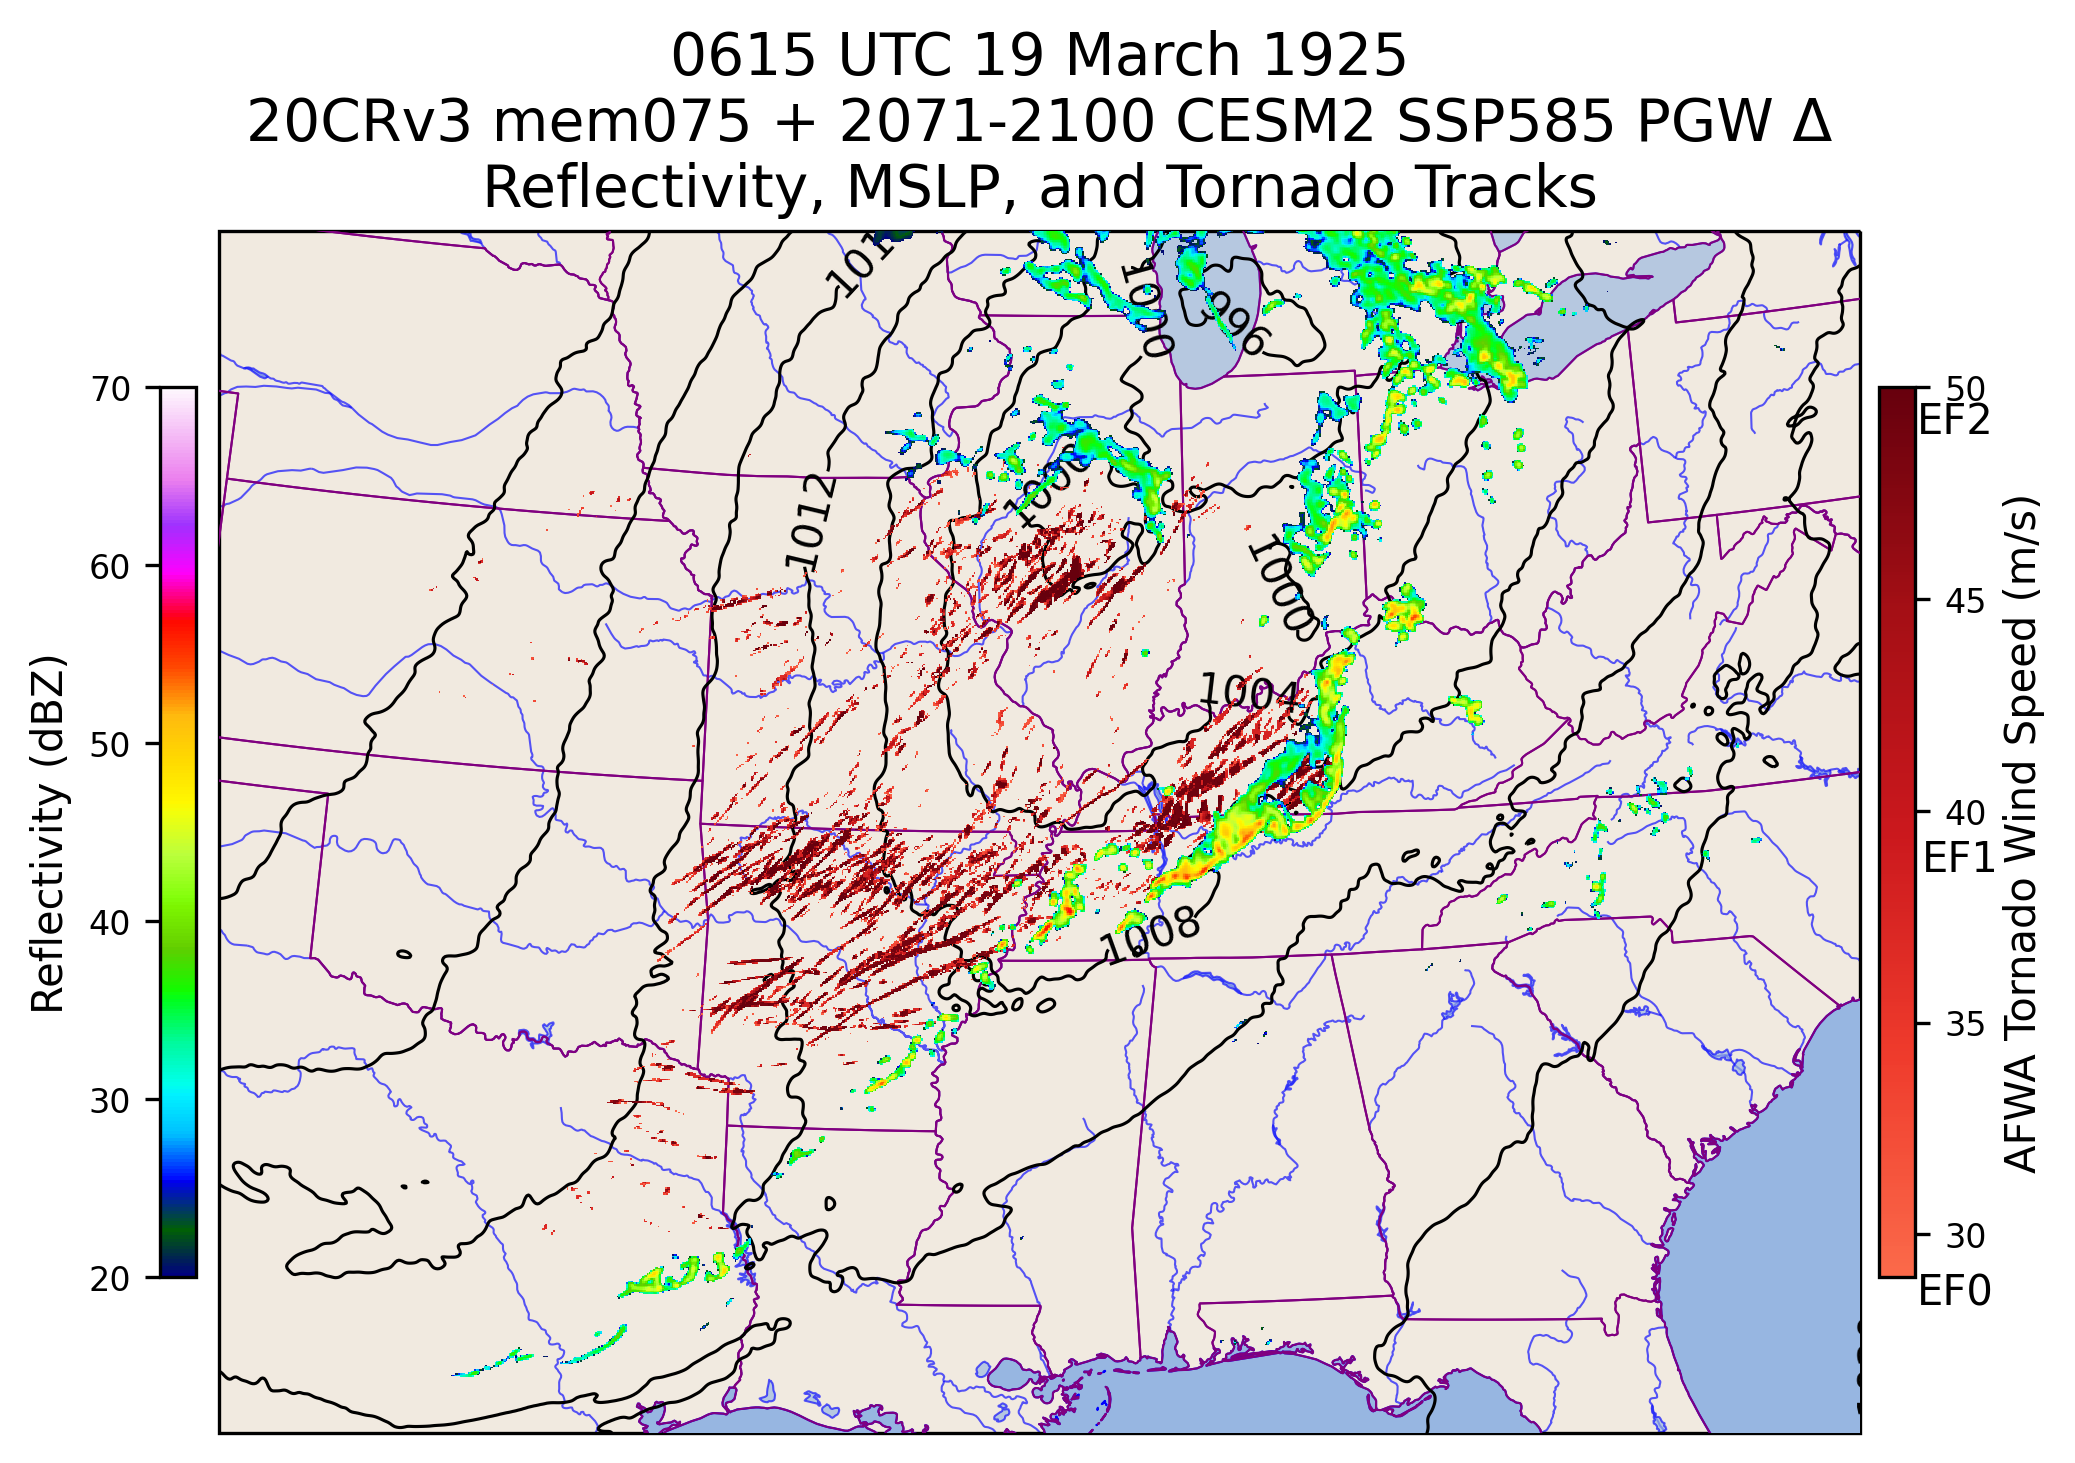 0615 UTC 19 March 1925
20CRv3 mem075 + 2071-2100 CESM2 SSP585 PGW Δ
Reflectivity, MSLP, and Tornado Tracks
Reflectivity (dBZ)
70
60
50
40
30
20
1000
996
1012
1000
1004
1008
50
EF2
45
40
EF1
35
30
EF0
AFWA Tornado Wind Speed (m/s)